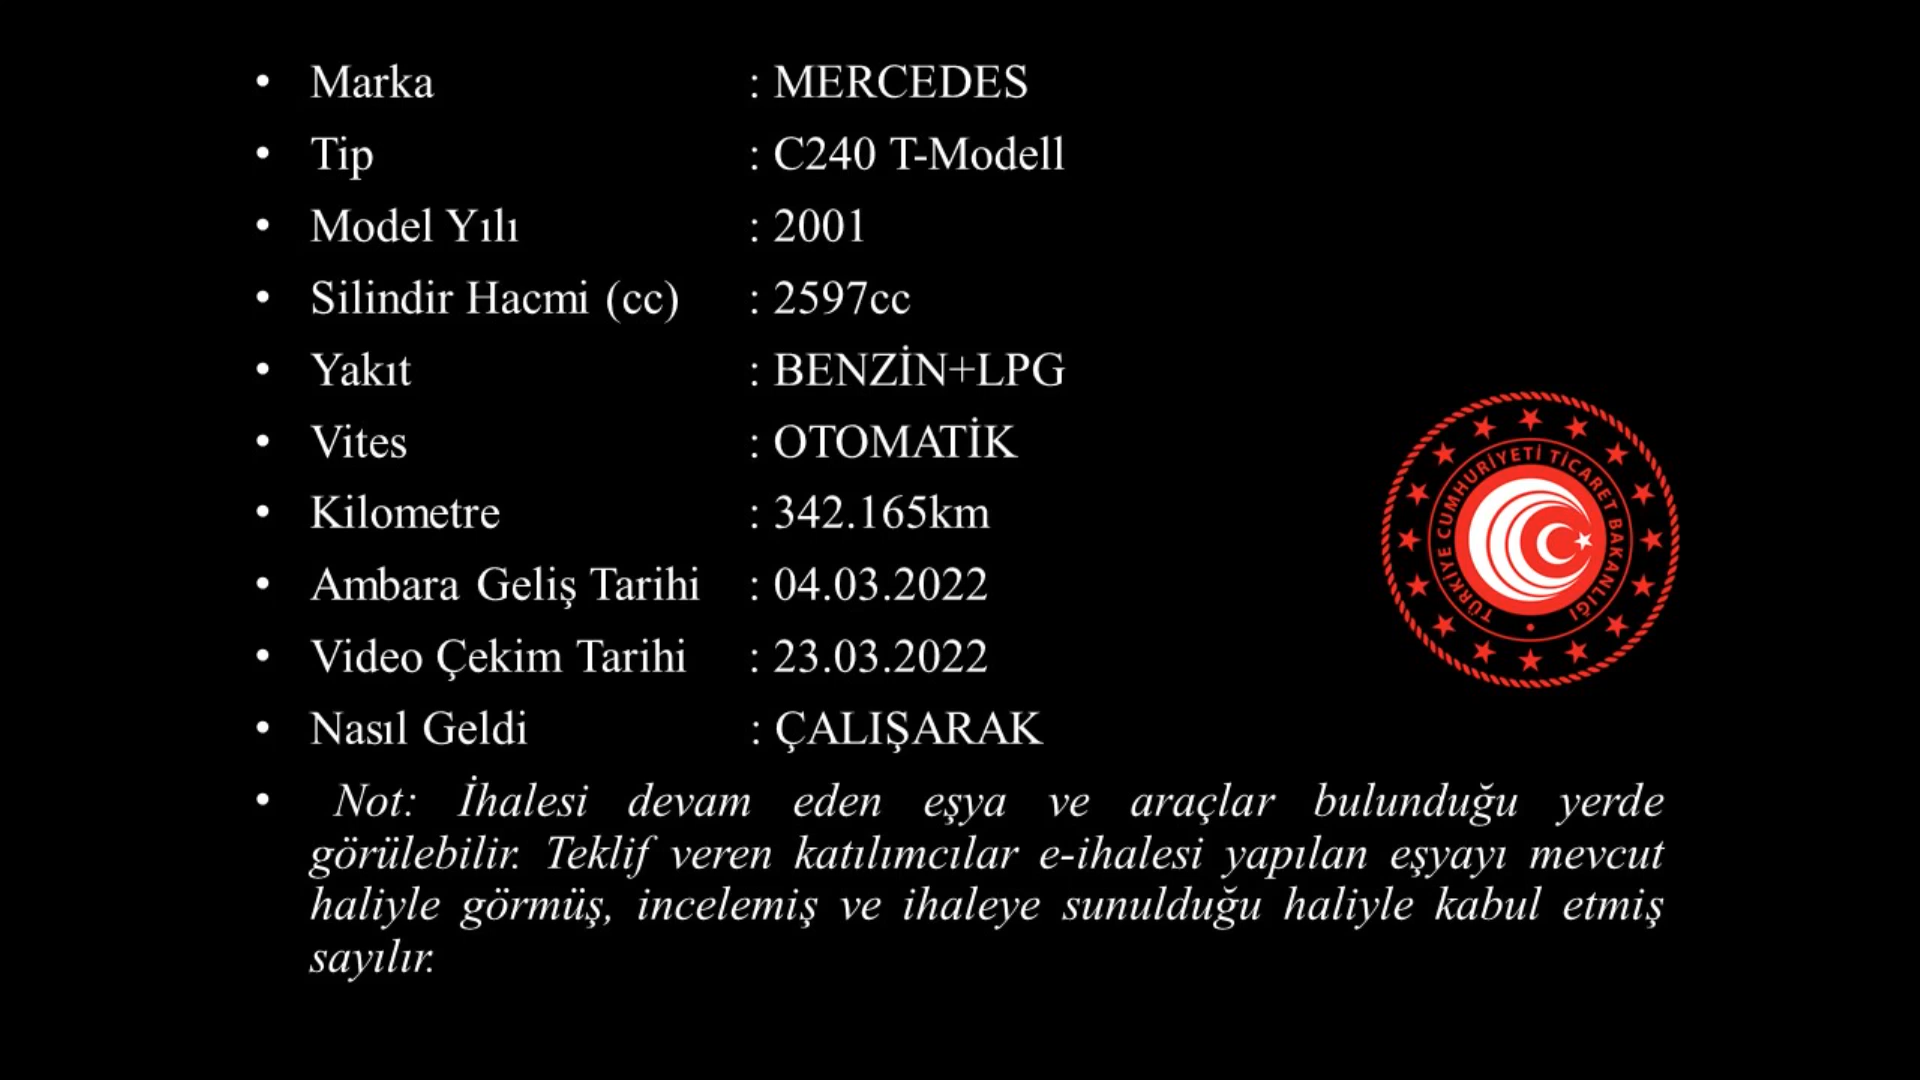 • Marka : MERCEDES
• Tip : C240 T-Modell
• Model Yılı : 2001
• Silindir Hacmi (cc) : 2597cc
• Yakıt : BENZİN+LPG
• Vites : OTOMATİK
• Kilometre : 342.165km
• Ambara Geliş Tarihi : 04.03.2022
• Video Çekim Tarihi : 23.03.2022
• Nasıl Geldi : ÇALIŞARAK
• Not: İhalesi devam eden eşya ve araçlar bulunduğu yerde
görülebilir. Teklif veren katılımcılar e-ihalesi yapılan eşyayı mevcut
haliyle görmüş, incelemiş ve ihaleye sunulduğu haliyle kabul etmiş
sayılır.
TÜRKİYE CUMHURİYETİ TİCARET BAKANLIĞI